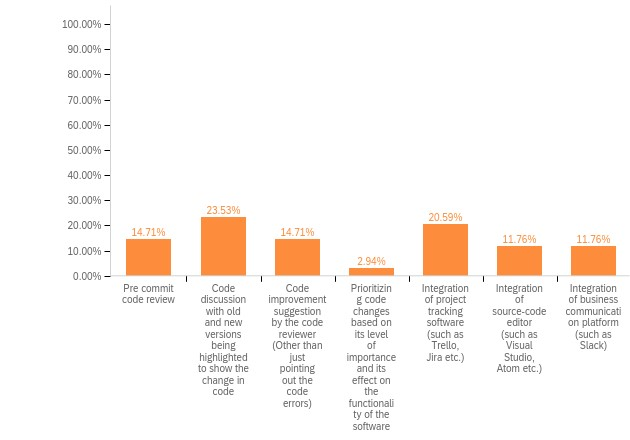 100.00%
90.00%
80.00%
70.00%
60.00%
50.00%
40.00%
30.00%
20.00%
10.00%
0.00%
14.71%
23.53%
14.71%
2.94%
20.59%
11.76%
11.76%
Pre commit
code review
Code
discussion
with old
and new
versions
being
highlighted
to show the
change in
code
Code
improvement
suggestion
by the code
reviewer
(Other than
just
pointing
out the
code
errors)
Prioritizin
g code
changes
based on
its level
of
importance
and its
effect on
the
functionali
ty of the
software
Integration
of project
tracking
software
(such as
Trello,
Jira etc.)
Integration
of
source-code
editor
(such as
Visual
Studio,
Atom etc.)
Integration
of business
communicati
on platform
(such as
Slack)